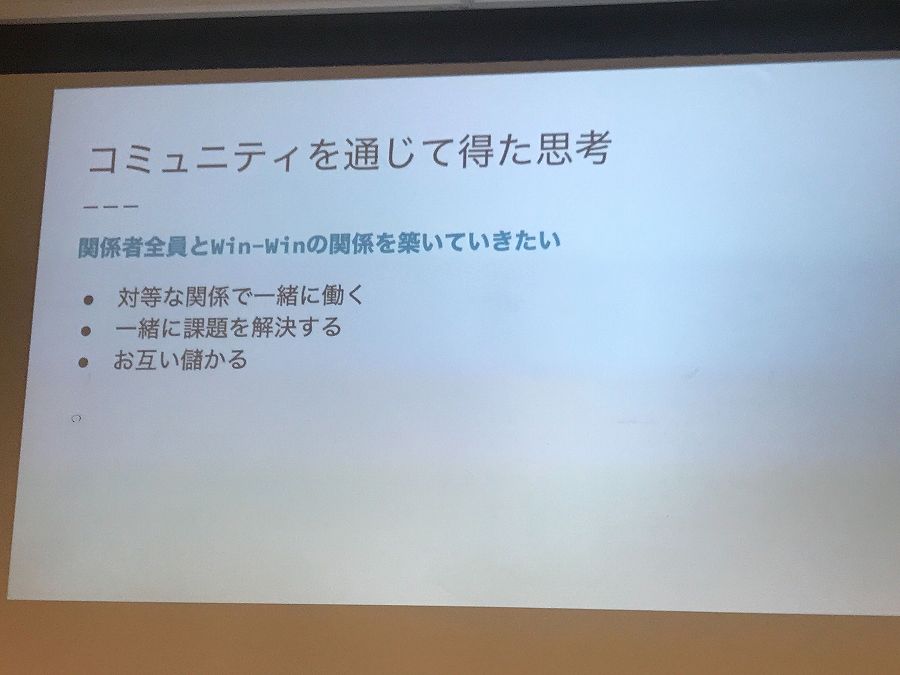 コミュニティを通じて得た思考
関係者全員とWin-Winの関係を築いていきたい
● 対等な関係で一緒に働く
● 一緒に課題を解決する
● お互い儲かる